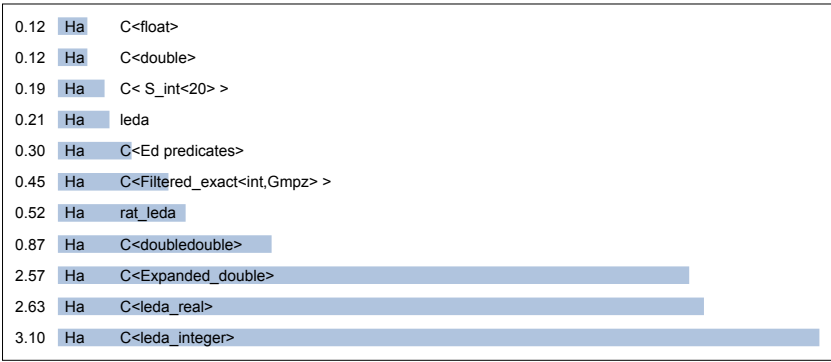 0.12 Ha C<float>
0.12 Ha C<double>
0.19 Ha C< S_int<20> >
0.21 Ha leda
0.30 Ha C<Ed predicates>
0.45 Ha C<Filtered_exact<int,Gmpz> >
0.52 Ha rat_leda
0.87 Ha C<doubledouble>
2.57 Ha C<Expanded_double>
2.63 Ha C<leda_real>
3.10 Ha C<leda_integer>